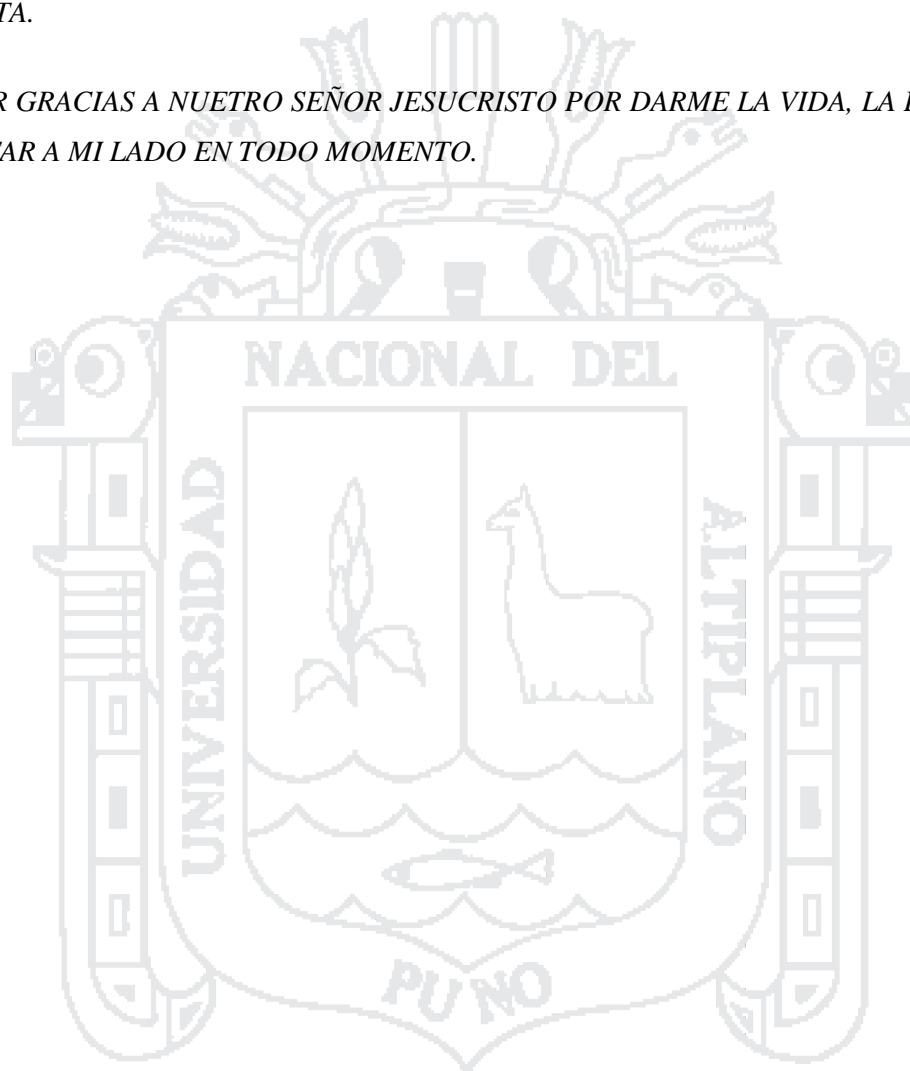 TA.
R GRACIAS A NUETRO SEÑOR JESUCRISTO POR DARME LA VIDA, LA
AR A MI LADO EN TODO MOMENTO.
NACIONAL DEL
UNIVERSIDAD
ALTIPLANO
PUNO